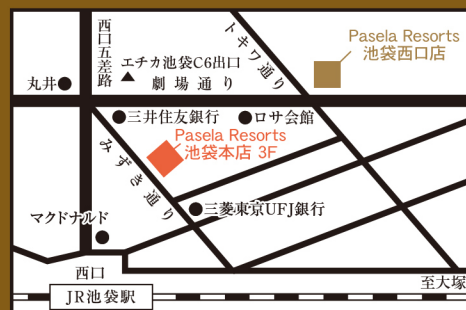 Pasela Resorts
池袋西口店
トキワ通り
西口五差路
エチカ池袋C6出口
劇場通り
丸井
三井住友銀行
ロサ会館
Pasela Resorts
池袋本店 3F
みずき通り
三菱東京UFJ銀行
マクドナルド
西口
至大塚
JR池袋駅